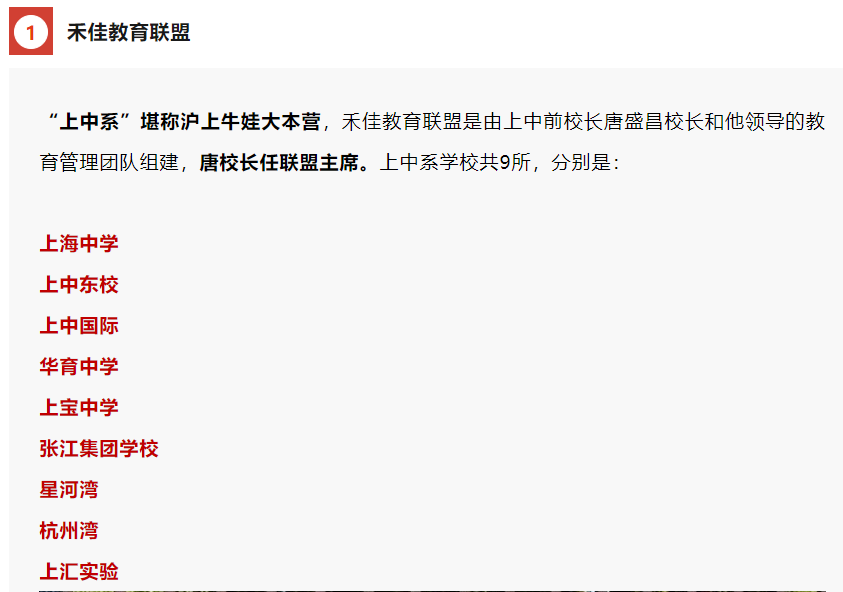 1 禾佳教育联盟
“上中系”堪称沪上牛娃大本营，禾佳教育联盟是由上中前校长唐盛昌校长和他领导的教
育管理团队组建，唐校长任联盟主席。上中系学校共9所，分别是：
上海中学
上中东校
上中国际
华育中学
上宝中学
张江集团学校
星河湾
杭州湾
上汇实验